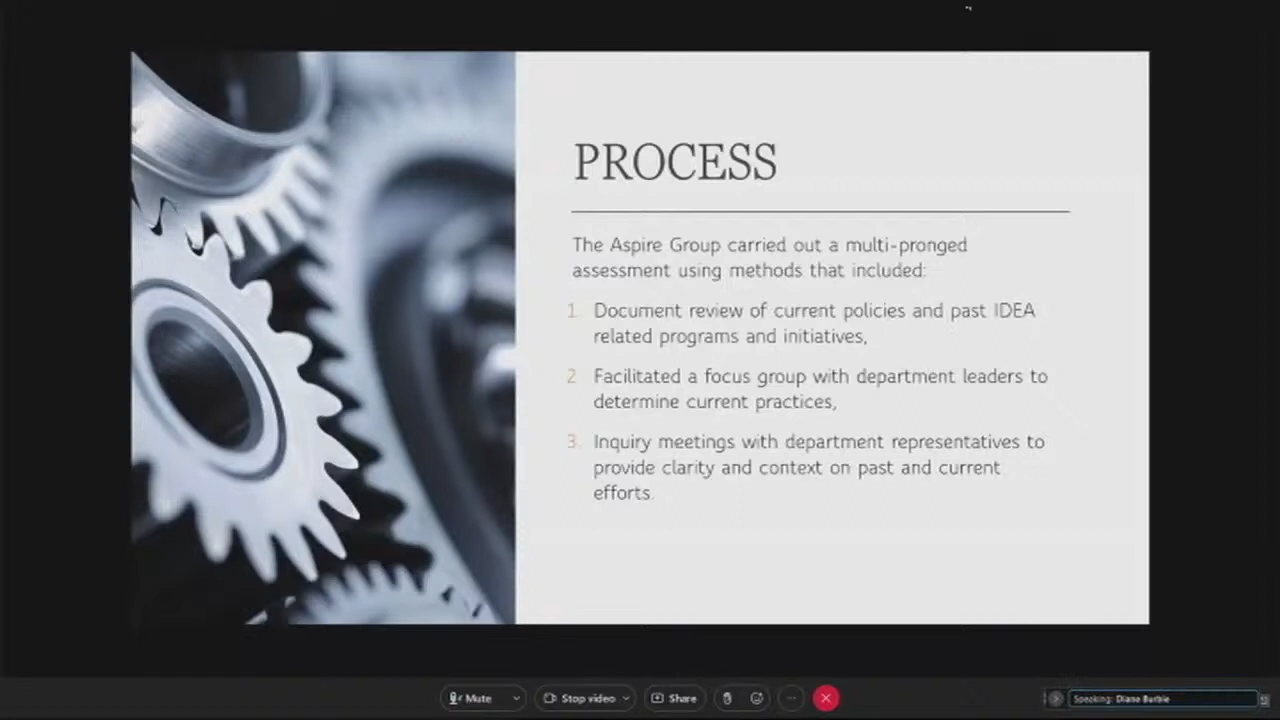 PROCESS
The Aspire Group carried out a multi-pronged
assessment using methods that included:
1. Document review of current policies and past IDEA
related programs and initiatives,
2. Facilitated a focus group with department leaders to
determine current practices,
3. Inquiry meetings with department representatives to
provide clarity and context on past and current
efforts.
Mute
Stop video
Share
Speaking: Diane Burbie